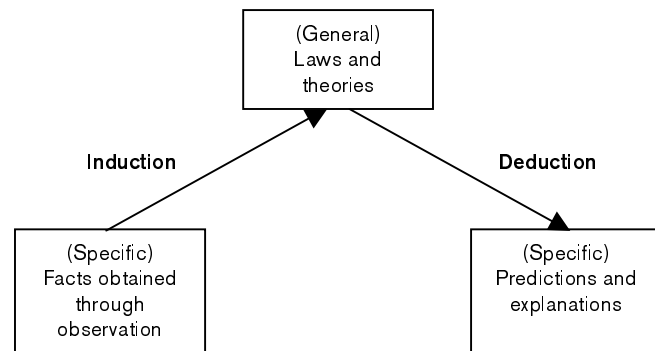 (General)
Laws and
theories
Induction
Deduction
(Specific)
Facts obtained
through
observation
(Specific)
Predictions and
explanations